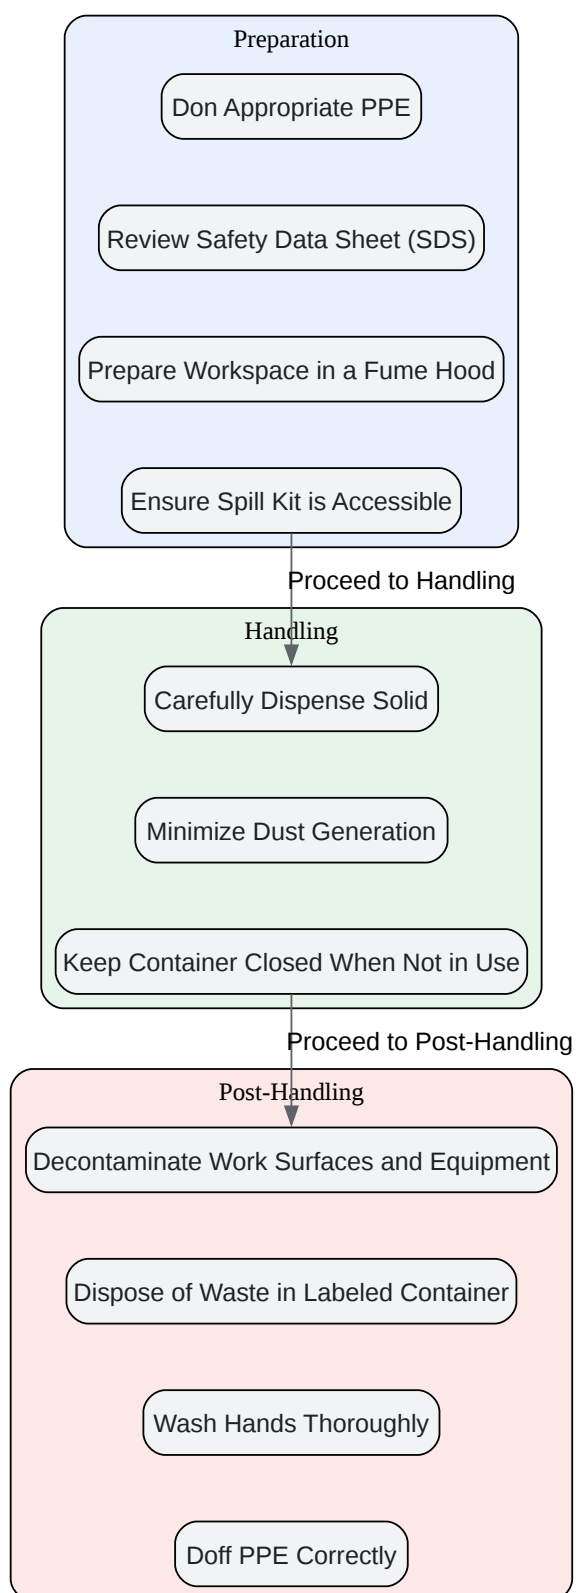 Preparation
Don Appropriate PPE
Review Safety Data Sheet (SDS)
Prepare Workspace in a Fume Hood
Ensure Spill Kit is Accessible
Proceed to Handling
Handling
Carefully Dispense Solid
Minimize Dust Generation
Keep Container Closed When Not in Use
Proceed to Post-Handling
Post-Handling
Decontaminate Work Surfaces and Equipment
Dispose of Waste in Labeled Container
Wash Hands Thoroughly
Doff PPE Correctly